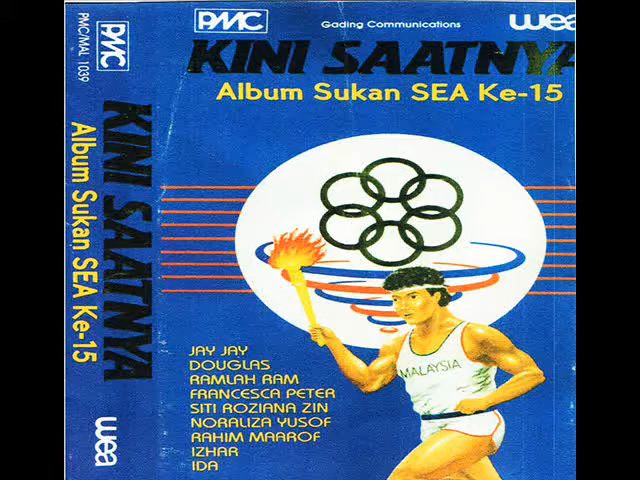 PMC
PMC/MAL 1039
KINI SAATNYA
Album Sukan SEA Ke-15
wea
PMC
Gading Communications
wea
KINI SAATNYA
Album Sukan SEA Ke-15
MALAYSIA
JAY JAY
DOUGLAS
RAMLAH RAM
FRANCESCA PETER
SITI ROZIANA ZIN
NORALIZA YUSOF
RAHIM MAAROF
IZHAR
IDA